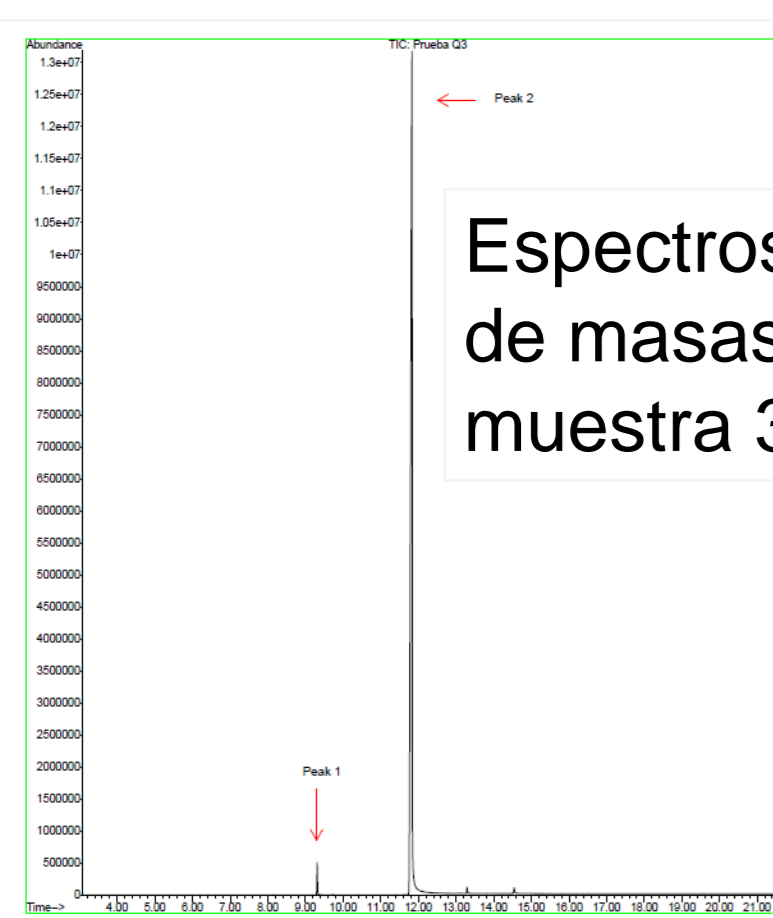 Abundance
TIC: Prueba Q3
1.3e+07
1.25e+07
Peak 2
1.2e+07
1.15e+07
1.1e+07
1.05e+07
1e+07
9500000
9000000
8500000
8000000
7500000
7000000
6500000
6000000
5500000
5000000
4500000
4000000
3500000
3000000
2500000
2000000
1500000
1000000
500000
0
Espectros
de masas
muestra 3
Peak 1
Time--> 4.00 5.00 6.00 7.00 8.00 9.00 10.00 11.00 12.00 13.00 14.00 15.00 16.00 17.00 18.00 19.00 20.00 21.00